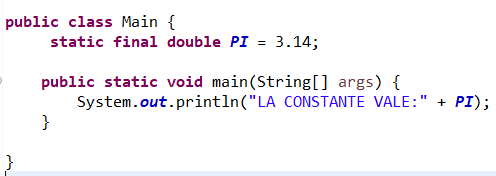 public class Main {
static final double PI = 3.14;
public static void main(String[] args) {
System.out.println("LA CONSTANTE VALE:" + PI);
}
}